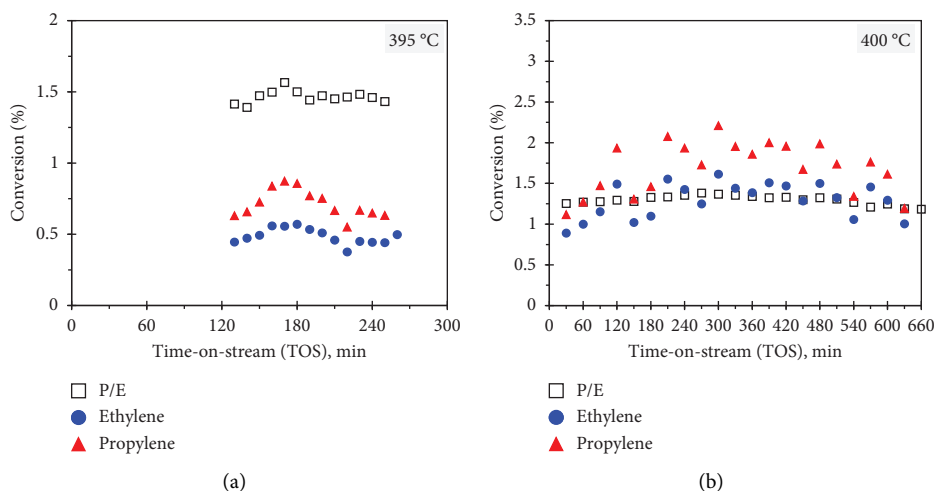 395 °C
Conversion (%)
2
1.5
1
0.5
0
0 60 120 180 240 300
Time-on-stream (TOS), min
P/E
Ethylene
Propylene
(a)
400 °C
Conversion (%)
3.5
3
2.5
2
1.5
1
0.5
0
0 60 120 180 240 300 360 420 480 540 600 660
Time-on-stream (TOS), min
P/E
Ethylene
Propylene
(b)